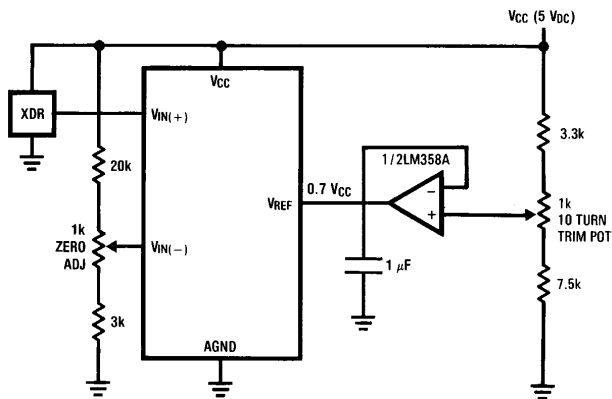 VCC (5 VDC)
XDR
VCC
VIN(+)
20k
1k
ZERO
ADJ
VIN(−)
3k
AGND
VREF
0.7 VCC
1/2LM358A
−
+
1 μF
3.3k
1k
10 TURN
TRIM POT
7.5k